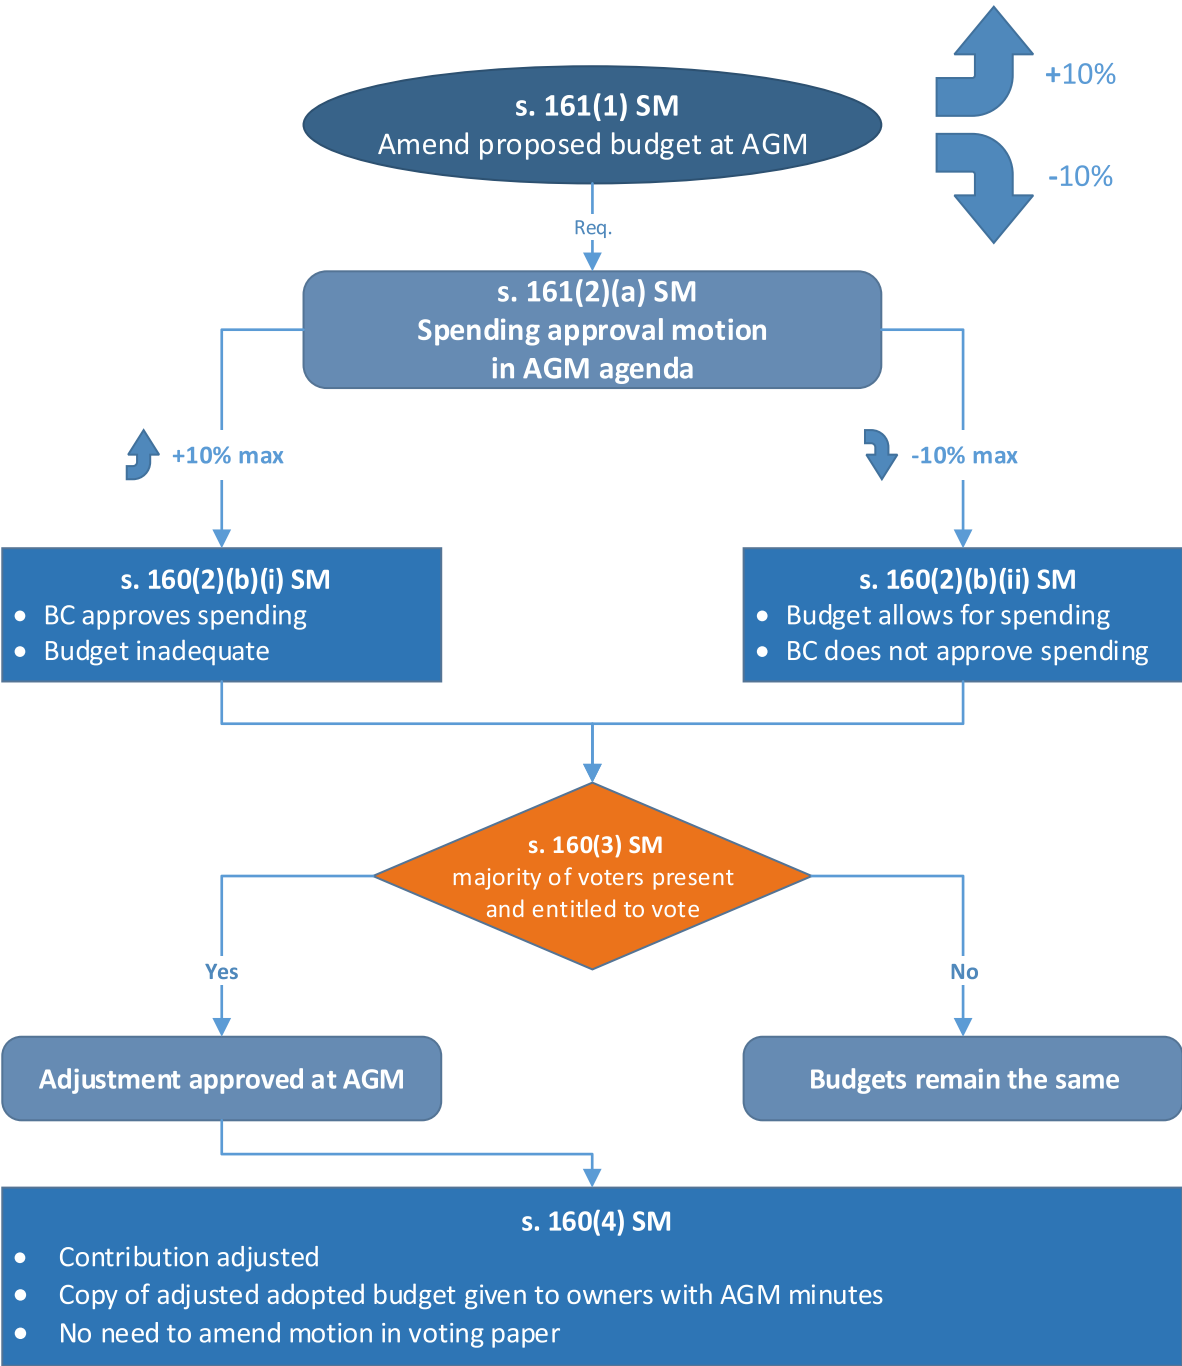 s. 161(1) SM
Amend proposed budget at AGM
+10%
-10%
Req.
s. 161(2)(a) SM
Spending approval motion
in AGM agenda
+10% max
-10% max
s. 160(2)(b)(i) SM
• BC approves spending
• Budget inadequate
s. 160(2)(b)(ii) SM
• Budget allows for spending
• BC does not approve spending
s. 160(3) SM
majority of voters present
and entitled to vote
Yes
No
Adjustment approved at AGM
Budgets remain the same
s. 160(4) SM
• Contribution adjusted
• Copy of adjusted adopted budget given to owners with AGM minutes
• No need to amend motion in voting paper